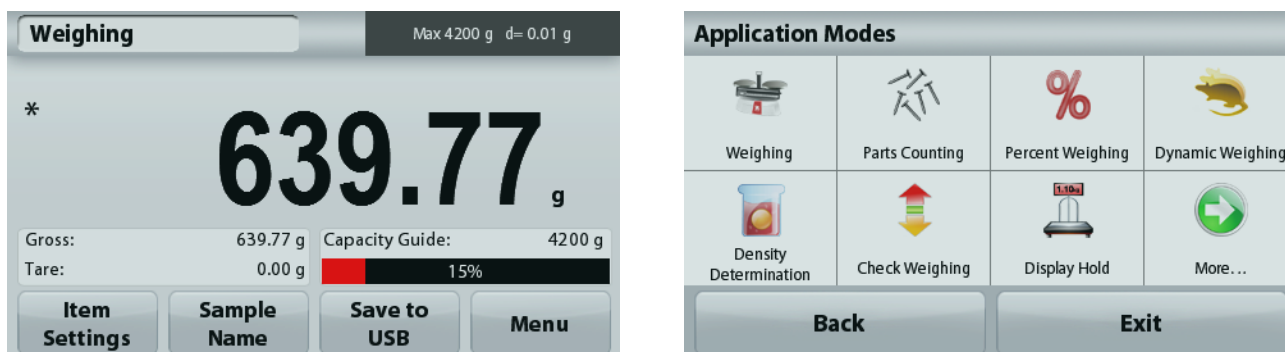 Weighing
Max 4200 g d= 0.01 g
*
639.77 g
Gross: 639.77 g
Tare: 0.00 g
Capacity Guide: 4200 g
15%
Item
Settings
Sample
Name
Save to
USB
Menu
Application Modes
Weighing
Parts Counting
Percent Weighing
Dynamic Weighing
1.10kg
Density
Determination
Check Weighing
Display Hold
More...
Back
Exit